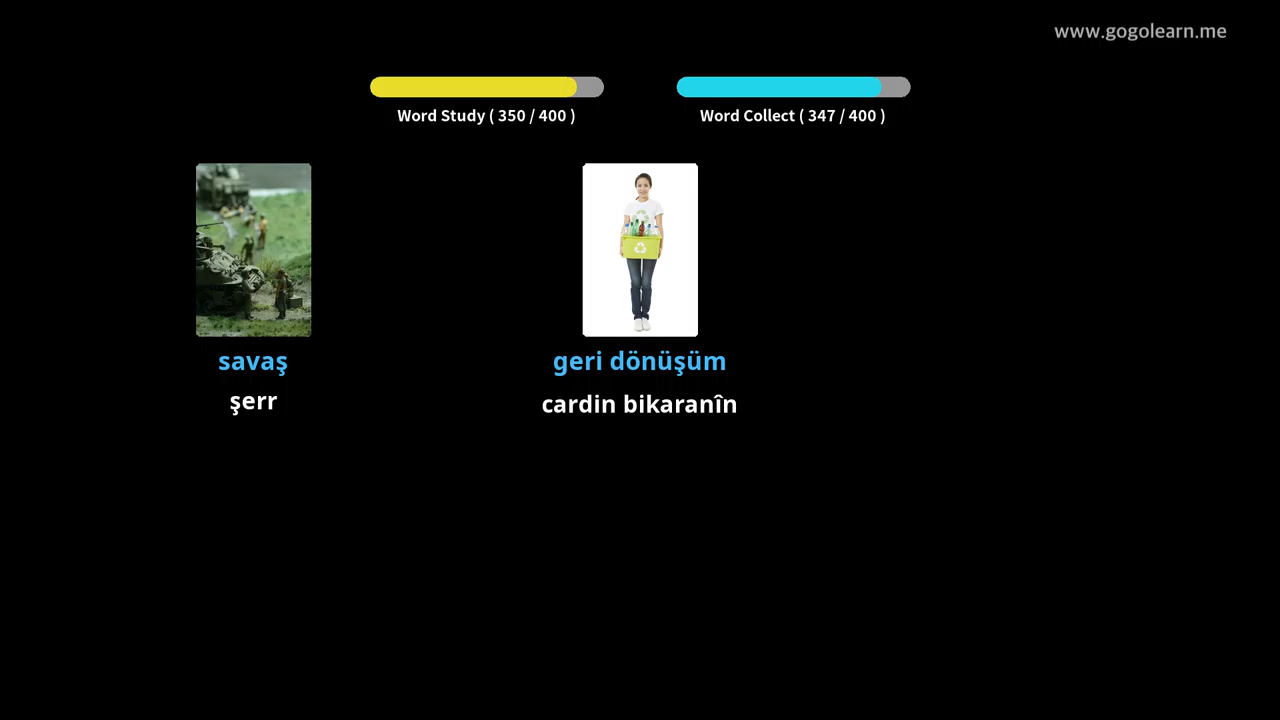 www.gogolearn.me
Word Study ( 350 / 400 )
Word Collect ( 347 / 400 )
savaş
şerr
geri dönüşüm
cardin bikaranîn